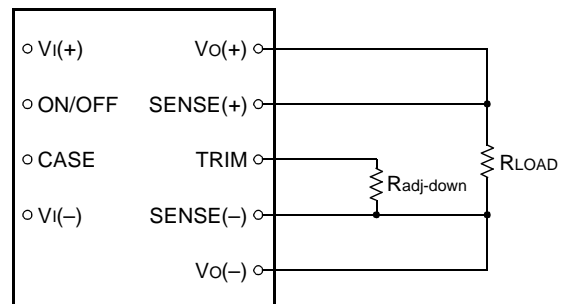 VI(+)
VO(+)
ON/OFF
SENSE(+)
CASE
TRIM
Radj-down
RLOAD
VI(–)
SENSE(–)
VO(–)